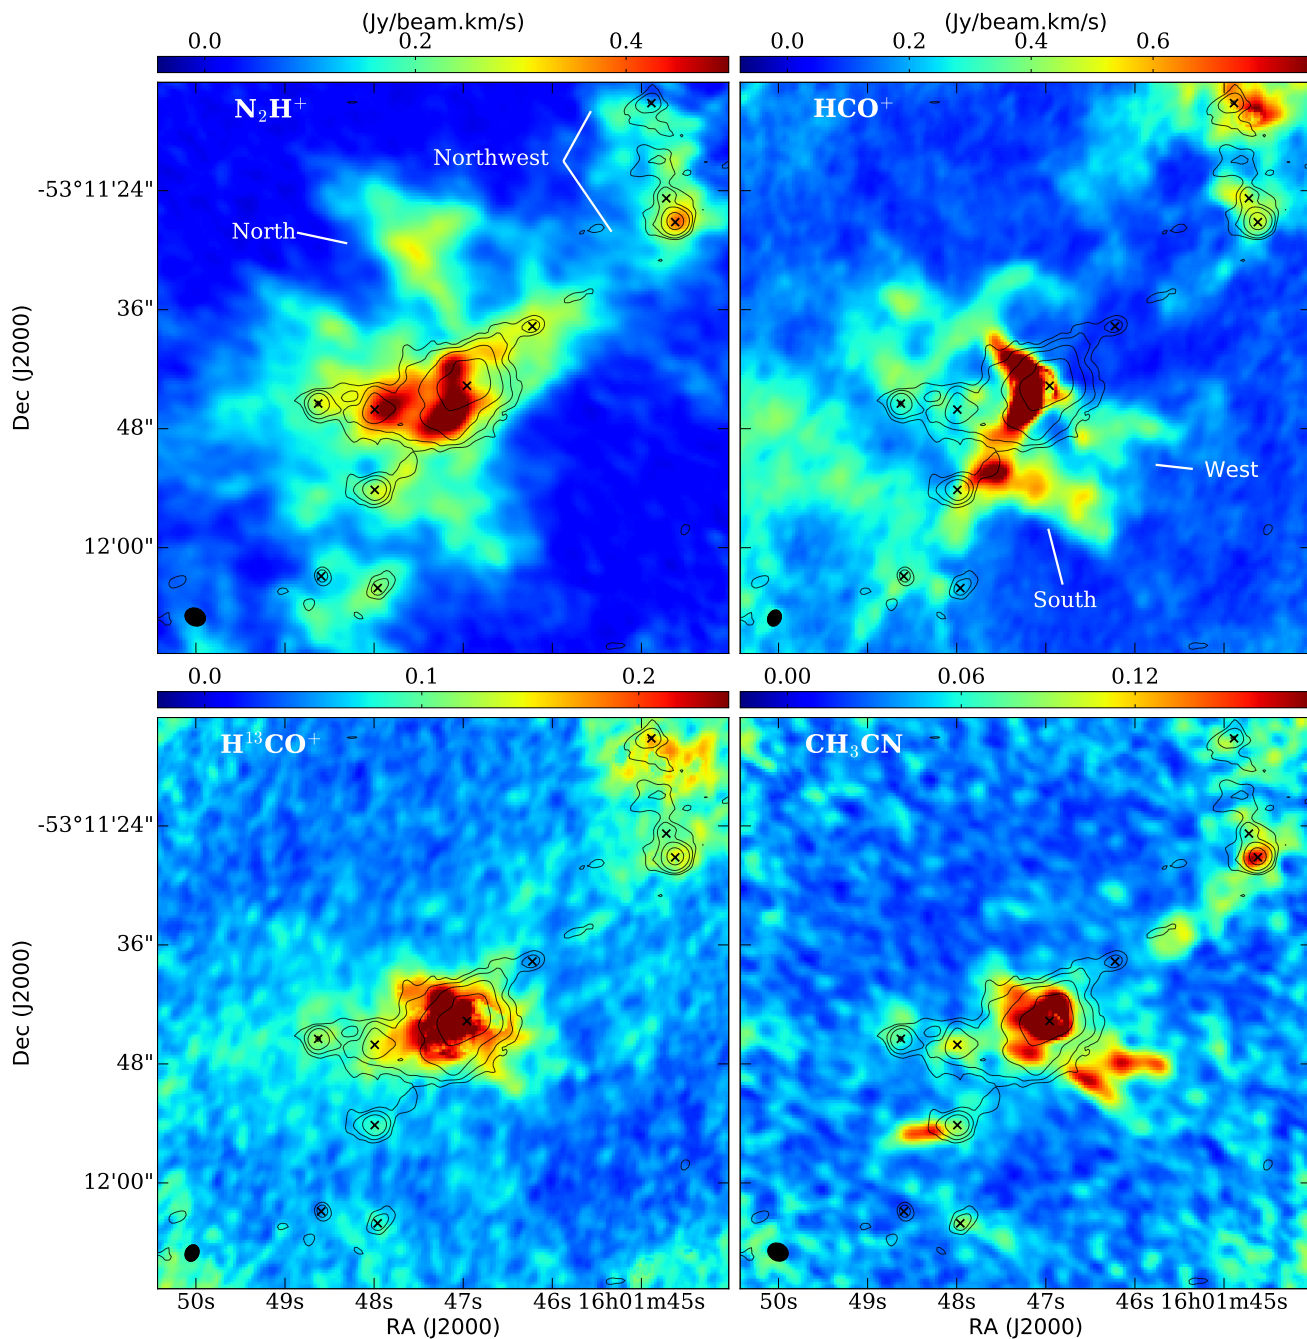 (Jy/beam.km/s) (Jy/beam.km/s)
0.0 0.2 0.4 0.0 0.2 0.4 0.6
N₂H⁺ HCO⁺
Northwest
-53°11'24"
North
36"
Dec (J2000)
48"
West
12'00"
South
0.0 0.1 0.2 0.00 0.06 0.12
H¹³CO⁺ CH₃CN
-53°11'24"
36"
Dec (J2000)
48"
12'00"
50s 49s 48s 47s 46s 16h01m45s 50s 49s 48s 47s 46s 16h01m45s
RA (J2000) RA (J2000)